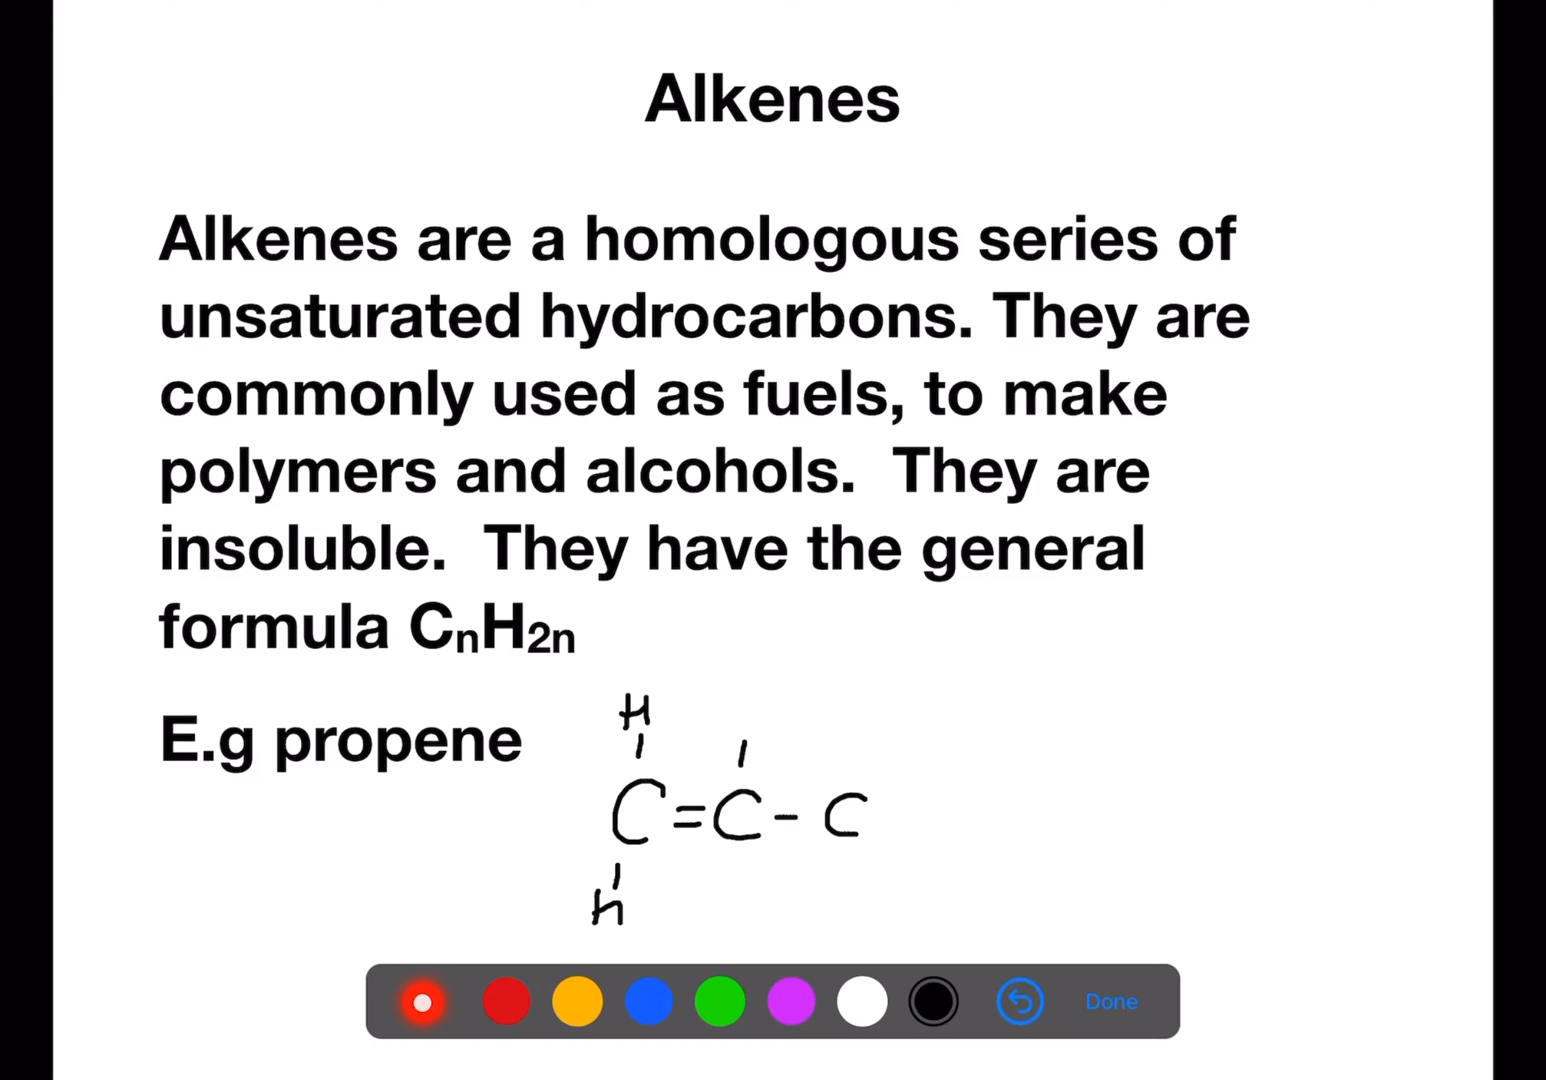 Alkenes
Alkenes are a homologous series of
unsaturated hydrocarbons. They are
commonly used as fuels, to make
polymers and alcohols.  They are
insoluble.  They have the general
formula CnH2n
E.g propene
H
C=C-C
H
Done